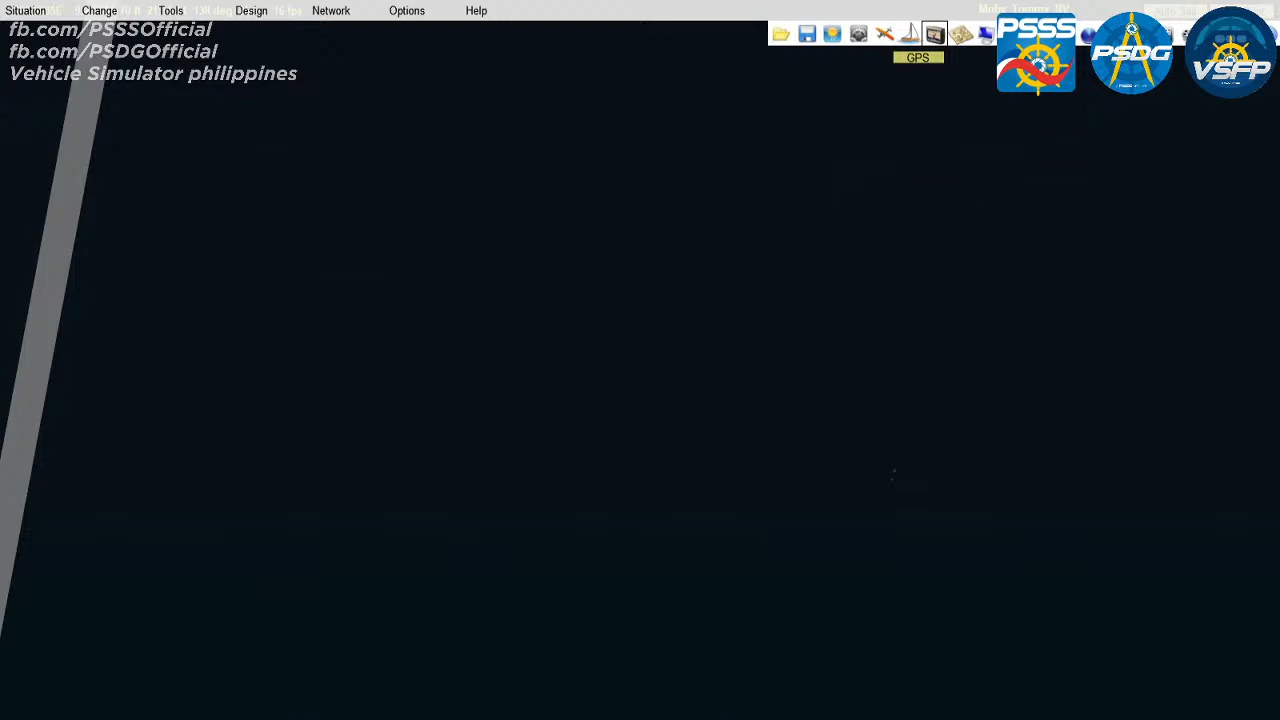 Situation Change Tools Design Network Options Help
fb.com/PSSSOfficial
fb.com/PSDGOfficial
Vehicle Simulator philippines
GPS
PSSS
PSDG
VSFP